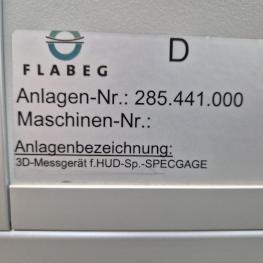 D
FLABEG
Anlagen-Nr.: 285.441.000
Maschinen-Nr.:
Anlagenbezeichnung:
3D-Messgerät f.HUD-Sp.-SPECGAGE